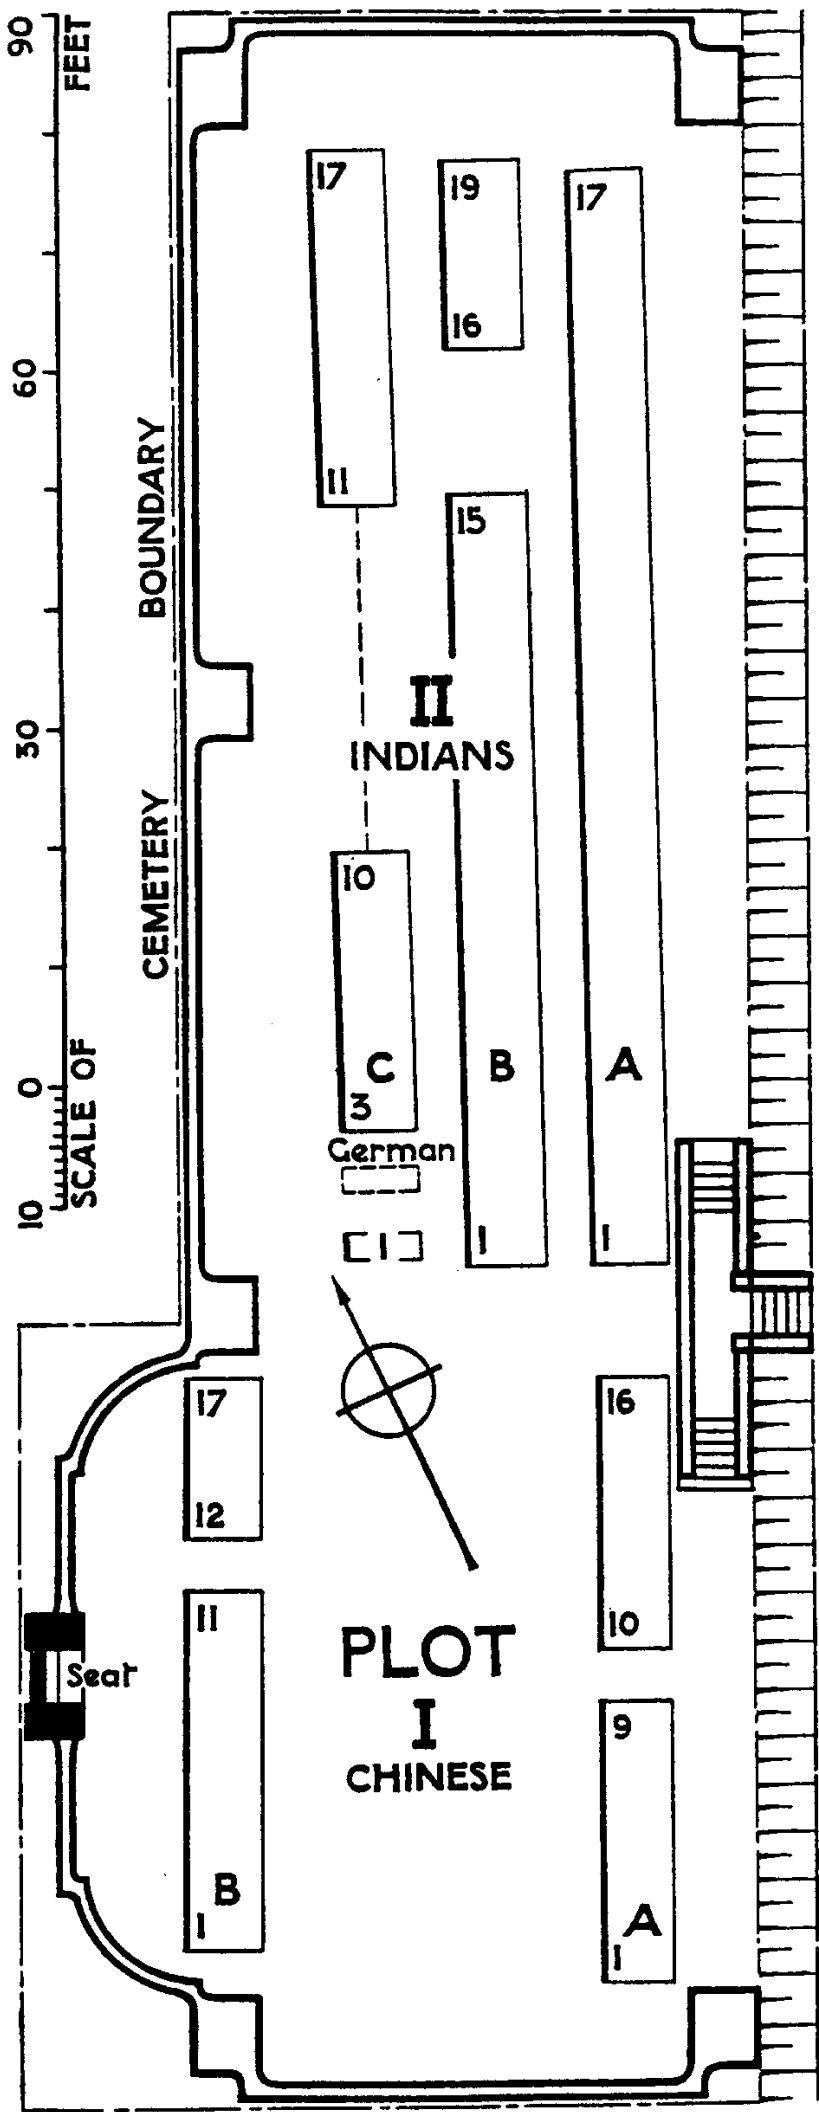 90
FEET
60
30
0
10
SCALE OF
CEMETERY BOUNDARY
17
19
17
16
11
15
II
INDIANS
10
C
B
A
3
German
1
1
1
17
16
12
11
10
Seat
PLOT
I
CHINESE
9
B
A
1
1